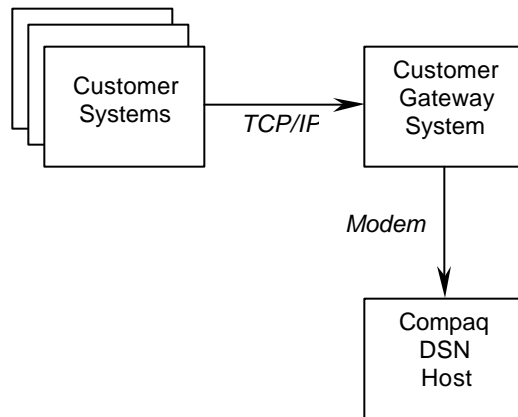 Customer
Systems
TCP/IP
Customer
Gateway
System
Modem
Compaq
DSN
Host